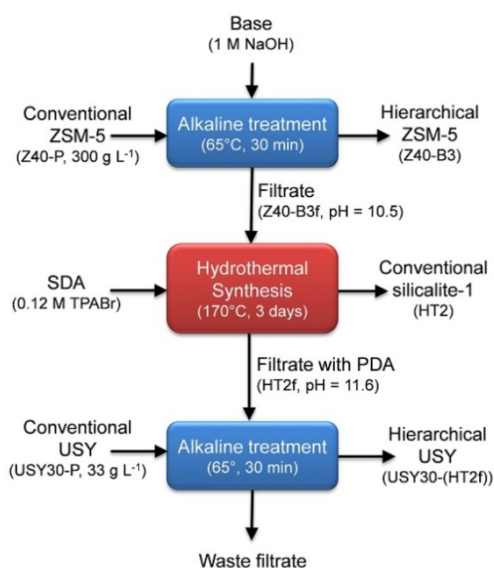 Base
(1 M NaOH)
Conventional
ZSM-5
(Z40-P, 300 g L⁻¹)
Alkaline treatment
(65°C, 30 min)
Hierarchical
ZSM-5
(Z40-B3)
Filtrate
(Z40-B3f, pH = 10.5)
SDA
(0.12 M TPABr)
Hydrothermal
Synthesis
(170°C, 3 days)
Conventional
silicalite-1
(HT2)
Filtrate with PDA
(HT2f, pH = 11.6)
Conventional
USY
(USY30-P, 33 g L⁻¹)
Alkaline treatment
(65°, 30 min)
Hierarchical
USY
(USY30-(HT2f))
Waste filtrate